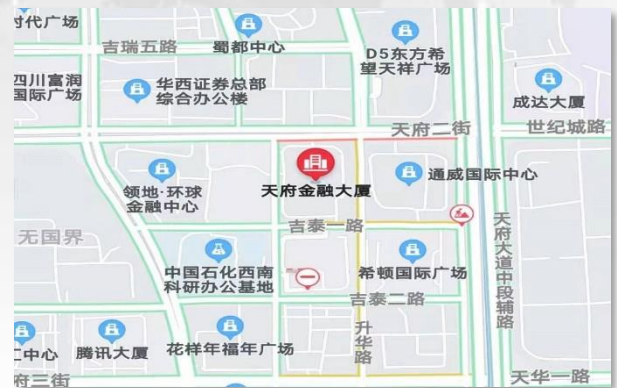 时代广场
吉瑞五路
蜀都中心
D5东方希
望天祥广场
四川富润
国际广场
华西证券总部
综合办公楼
成达大厦
天府二街
世纪城路
领地·环球
金融中心
天府金融大厦
通威国际中心
吉泰一路
无国界
天府大道中段辅路
中国石化西南
科研办公基地
希顿国际广场
吉泰二路
升华路
汇中心
腾讯大厦
花样年福年广场
府三街
天华一路